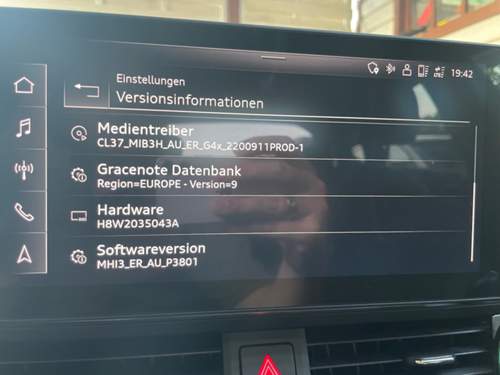 19:42
Einstellungen
Versionsinformationen
Medientreiber
CL37_MIB3H_AU_ER_G4x_2200911PROD-1
Gracenote Datenbank
Region=EUROPE - Version=9
Hardware
H8W2035043A
Softwareversion
MHI3_ER_AU_P3801